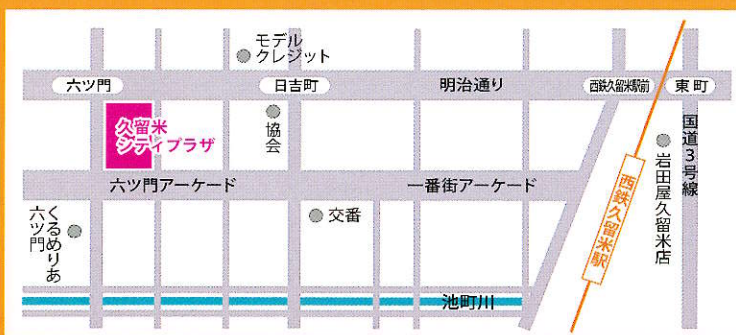 モデル
クレジット
六ツ門
日吉町
明治通り
西鉄久留米駅前
東町
久留米
シティプラザ
協会
国道3号線
岩田屋久留米店
六ツ門アーケード
一番街アーケード
西鉄久留米駅
くるめりあ
六ツ門
交番
池町川